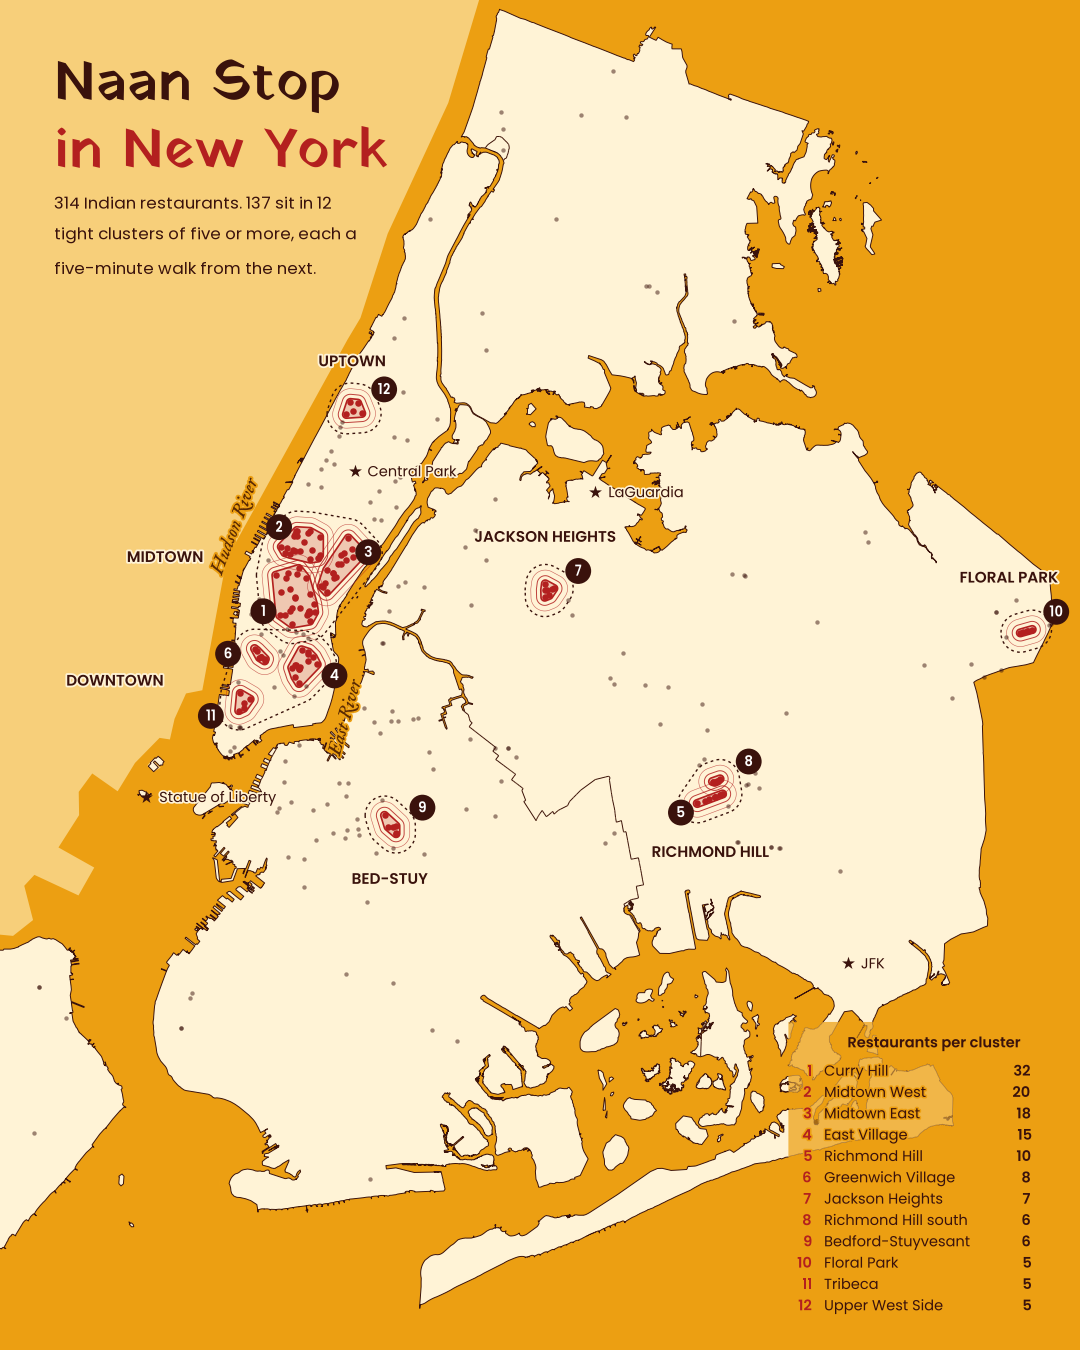 Naan Stop
in New York
314 Indian restaurants. 137 sit in 12
tight clusters of five or more, each a
five-minute walk from the next.
UPTOWN
12
Central Park
LaGuardia
Hudson River
2
JACKSON HEIGHTS
MIDTOWN
3
7
FLORAL PARK
1
10
6
DOWNTOWN
4
11
East River
8
Statue of Liberty
9
5
RICHMOND HILL
BED-STUY
JFK
Restaurants per cluster
1 Curry Hill 32
2 Midtown West 20
3 Midtown East 18
4 East Village 15
5 Richmond Hill 10
6 Greenwich Village 8
7 Jackson Heights 7
8 Richmond Hill south 6
9 Bedford-Stuyvesant 6
10 Floral Park 5
11 Tribeca 5
12 Upper West Side 5